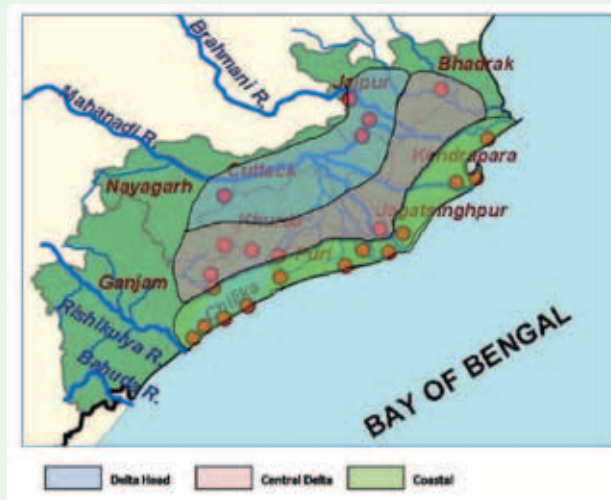 Brahmani R.
Bhadrak
Jajpur
Mahanadi R.
Cuttack
Kendrapara
Nayagarh
Khurda
Jagatsinghpur
Puri
Ganjam
Chilika
Rishikulya R.
Bahuda R.
BAY OF BENGAL
Delta Head
Central Delta
Coastal